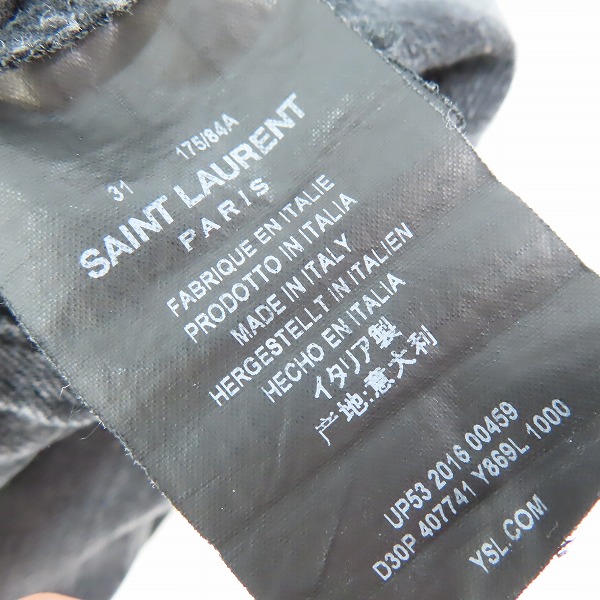 31 175/84A
SAINT LAURENT
PARIS
FABRIQUE EN ITALIE
PRODOTTO IN ITALIA
MADE IN ITALY
HERGESTELLT IN ITALIEN
HECHO EN ITALIA
イタリア製
产地:意大利
UP53 2016 00459
D30P 407741 Y869L 1000
YSL.COM